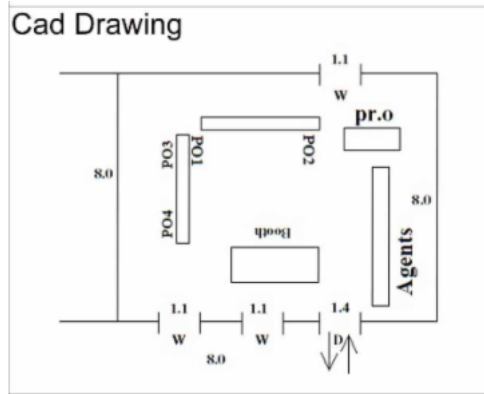 Cad Drawing
1.1
W
pr.o
PO3
PO1
PO2
8.0
8.0
PO4
Booth
Agents
1.1
1.1
1.4
W
W
D
8.0